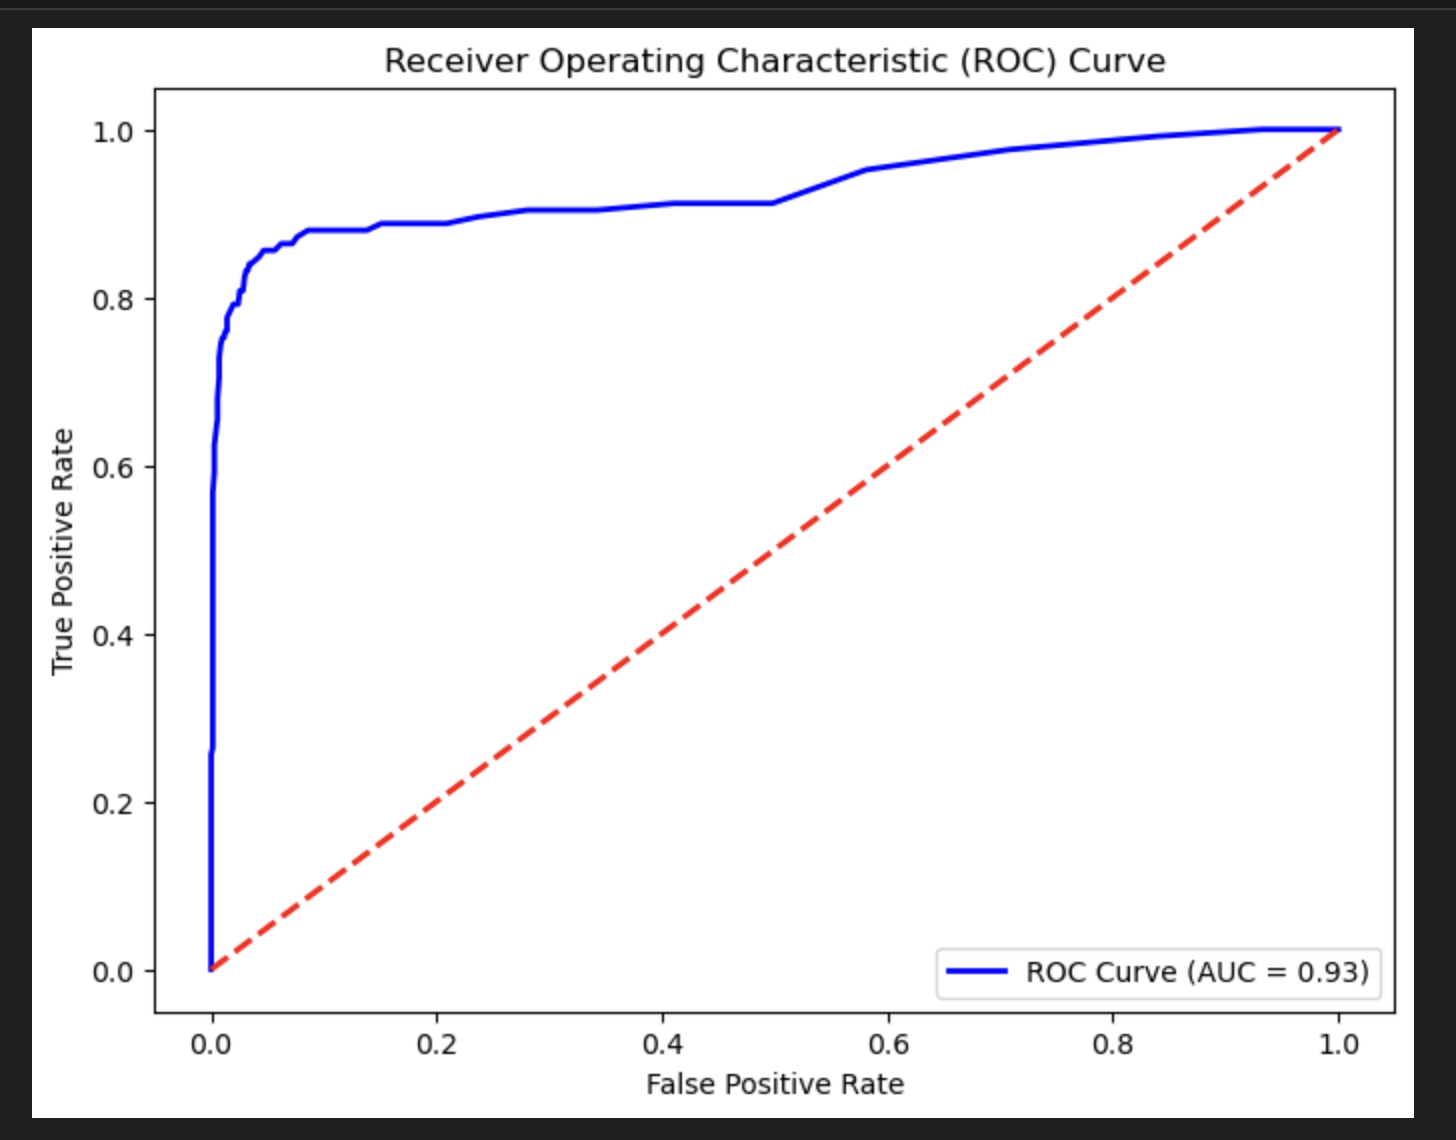 Receiver Operating Characteristic (ROC) Curve
True Positive Rate
1.0
0.8
0.6
0.4
0.2
0.0
ROC Curve (AUC = 0.93)
0.0 0.2 0.4 0.6 0.8 1.0
False Positive Rate